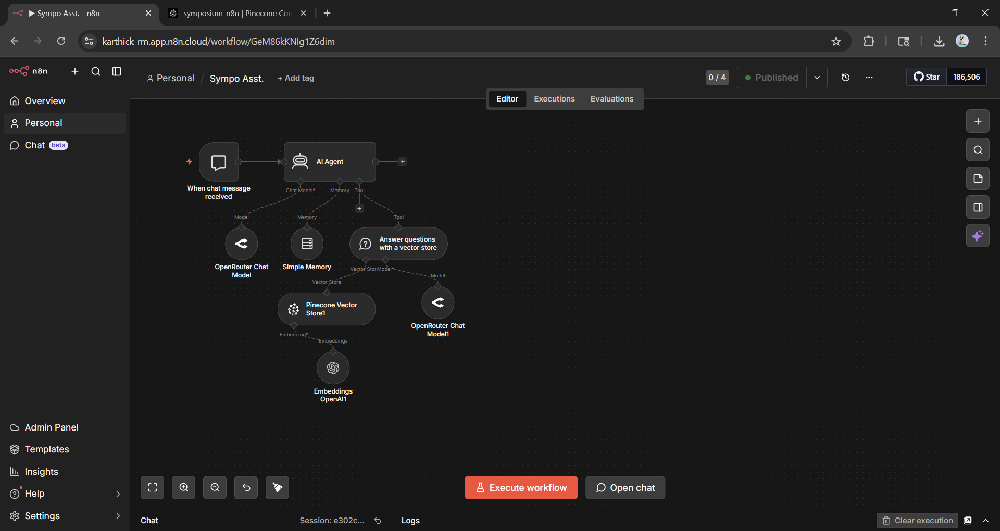 Sympo Asst. - n8n
symposium-n8n | Pinecone Con
karthick-rm.app.n8n.cloud/workflow/GeM86kKNIg1Z6dim
n8n
Overview
Personal
Chat beta
Admin Panel
Templates
Insights
Help
Settings
Personal / Sympo Asst. + Add tag
0 / 4
Published
Star 186,506
Editor Executions Evaluations
AI Agent
When chat message
received
Chat Model* Memory Tool
Model
Memory
Tool
OpenRouter Chat
Model
Simple Memory
Answer questions
with a vector store
Vector Stor Model*
Vector Store
Model
Pinecone Vector
Store1
OpenRouter Chat
Model1
Embedding*
Embeddings
Embeddings
OpenAI1
Execute workflow
Open chat
Chat
Session: e302c...
Logs
Clear execution